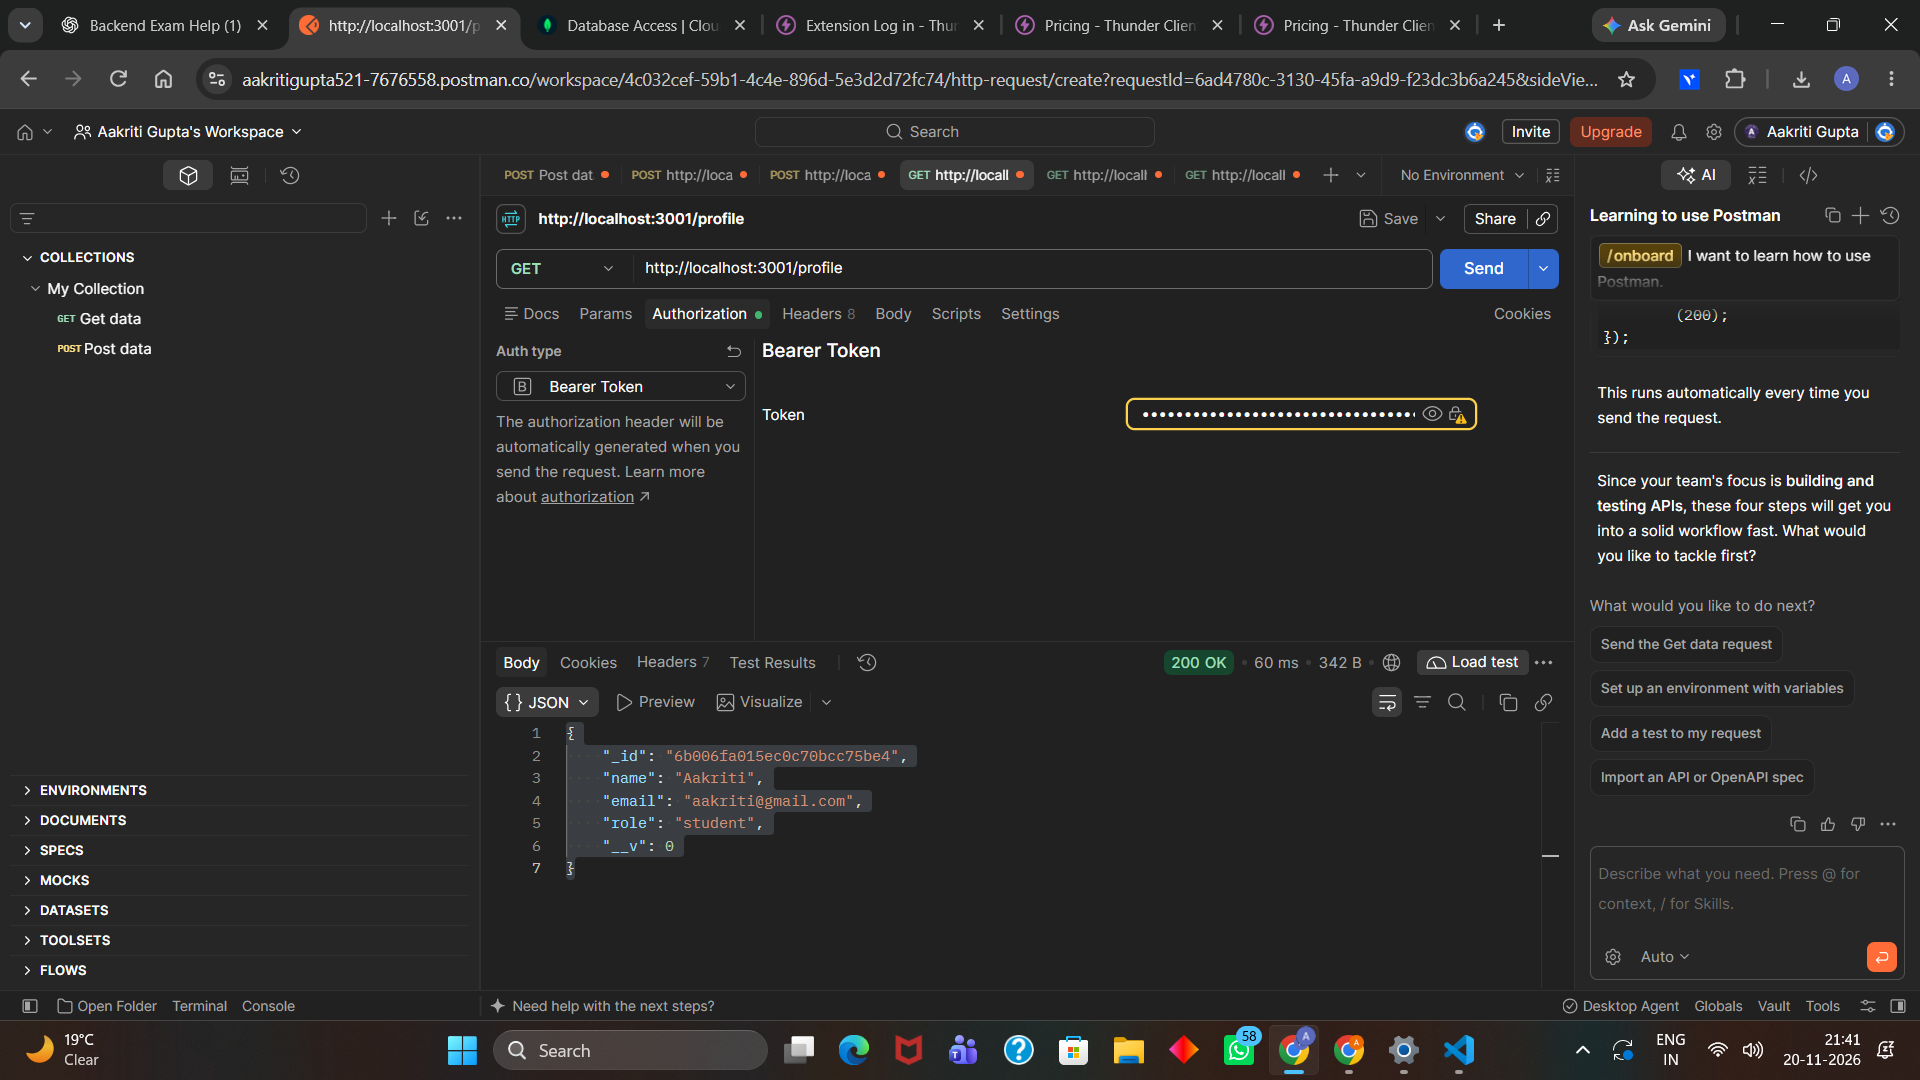 Backend Exam Help (1)
http://localhost:3001/p
Database Access | Clou
Extension Log in - Thun
Pricing - Thunder Clien
Pricing - Thunder Clien
Ask Gemini
aakritigupta521-7676558.postman.co/workspace/4c032cef-59b1-4c4e-896d-5e3d2d72fc74/http-request/create?requestId=6ad4780c-3130-45fa-a9d9-f23dc3b6a245&sideVie...
A
Aakriti Gupta's Workspace
Search
Invite
Upgrade
A Aakriti Gupta
POST Post dat
POST http://loca
POST http://loca
GET http://locall
GET http://locall
GET http://locall
No Environment
AI
HTTP http://localhost:3001/profile
Save
Share
Learning to use Postman
COLLECTIONS
My Collection
GET Get data
POST Post data
GET http://localhost:3001/profile
Send
/onboard I want to learn how to use
Postman.
(200);
});
Docs Params Authorization Headers 8 Body Scripts Settings
Cookies
Auth type
Bearer Token
B Bearer Token
The authorization header will be
automatically generated when you
send the request. Learn more
about authorization
Token
This runs automatically every time you
send the request.
Since your team's focus is building and
testing APIs, these four steps will get you
into a solid workflow fast. What would
you like to tackle first?
What would you like to do next?
Send the Get data request
Set up an environment with variables
Add a test to my request
Import an API or OpenAPI spec
Body Cookies Headers 7 Test Results
200 OK • 60 ms • 342 B
Load test
{} JSON
Preview
Visualize
1 {
2 "_id": "6b006fa015ec0c70bcc75be4",
3 "name": "Aakriti",
4 "email": "aakriti@gmail.com",
5 "role": "student",
6 "__v": 0
7 }
ENVIRONMENTS
DOCUMENTS
SPECS
MOCKS
DATASETS
TOOLSETS
FLOWS
Describe what you need. Press @ for
context, / for Skills.
Auto
Open Folder Terminal Console
Need help with the next steps?
Desktop Agent Globals Vault Tools
19°C
Clear
Search
58
A
A
ENG
IN
21:41
20-11-2026